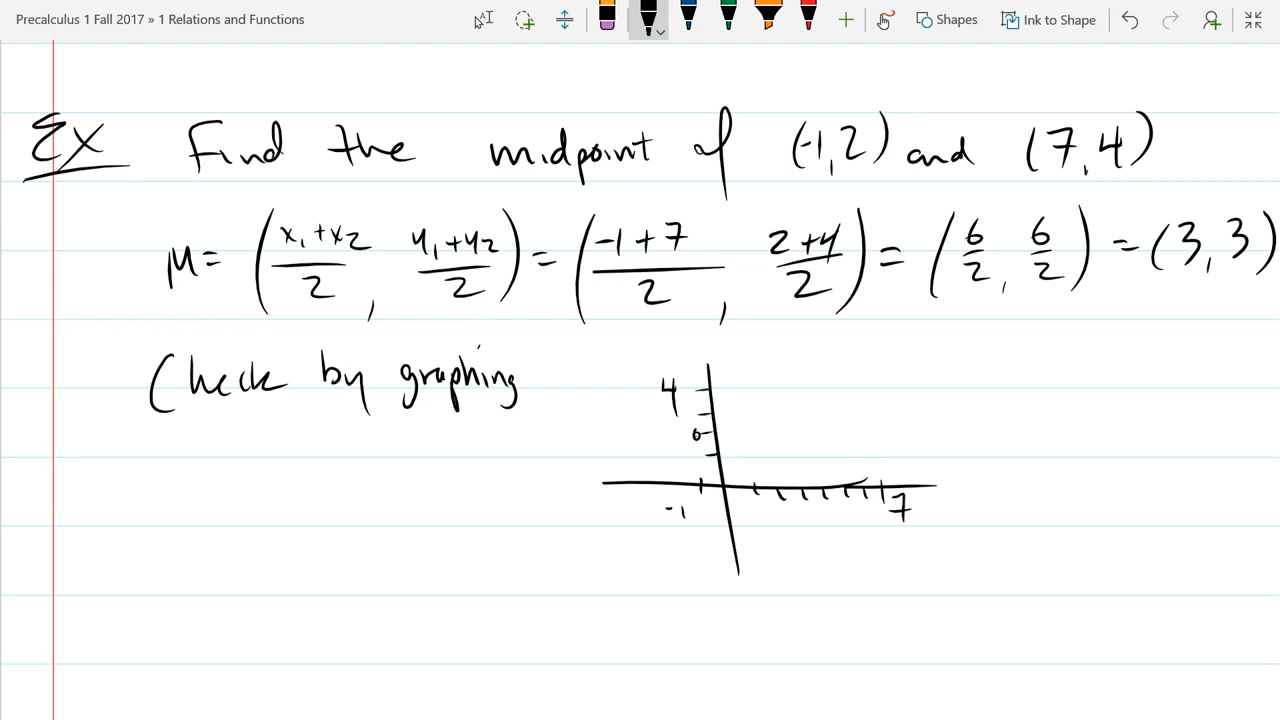 Precalculus 1 Fall 2017 » 1 Relations and Functions
Shapes
Ink to Shape
Ex Find the midpoint of (-1,2) and (7,4)
M = (x₁+x₂/2, y₁+y₂/2) = (-1+7/2, 2+4/2) = (6/2, 6/2) = (3,3)
Check by graphing
4
-1
7